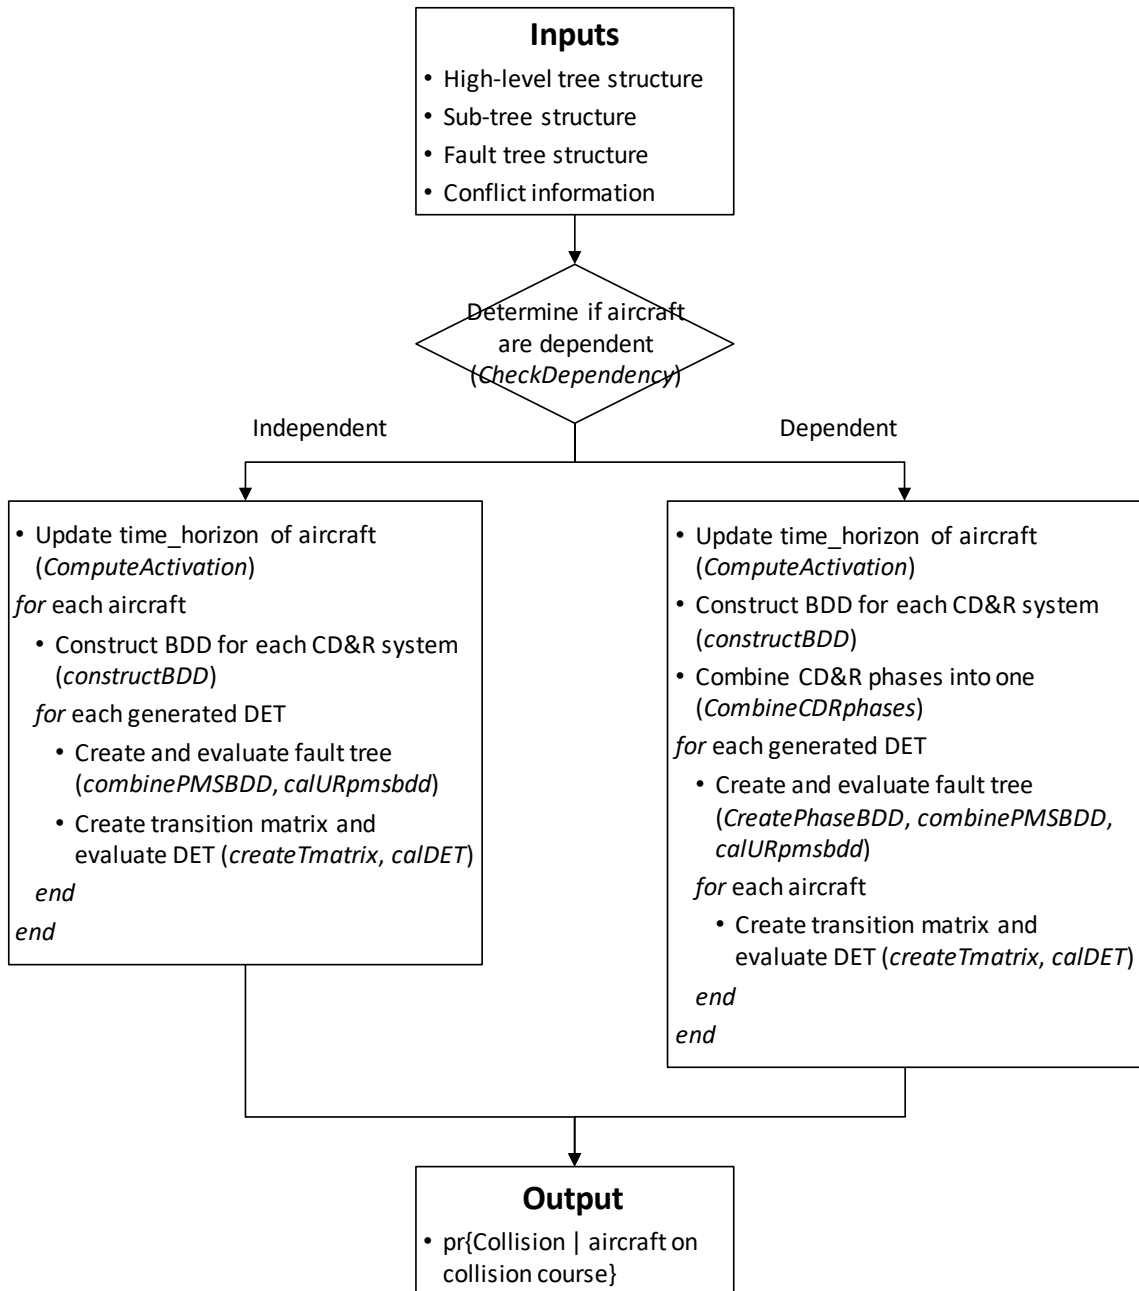 Inputs
• High-level tree structure
• Sub-tree structure
• Fault tree structure
• Conflict information
Determine if aircraft
are dependent
(CheckDependency)
Independent
Dependent
• Update time_horizon of aircraft
(ComputeActivation)
for each aircraft
• Construct BDD for each CD&R system
(constructBDD)
for each generated DET
• Create and evaluate fault tree
(combinePMSBDD, calURpmsbdd)
• Create transition matrix and
evaluate DET (createTmatrix, calDET)
end
end
• Update time_horizon of aircraft
(ComputeActivation)
• Construct BDD for each CD&R system
(constructBDD)
• Combine CD&R phases into one
(CombineCDRphases)
for each generated DET
• Create and evaluate fault tree
(CreatePhaseBDD, combinePMSBDD,
calURpmsbdd)
for each aircraft
• Create transition matrix and
evaluate DET (createTmatrix, calDET)
end
end
Output
• pr{Collision | aircraft on
collision course}